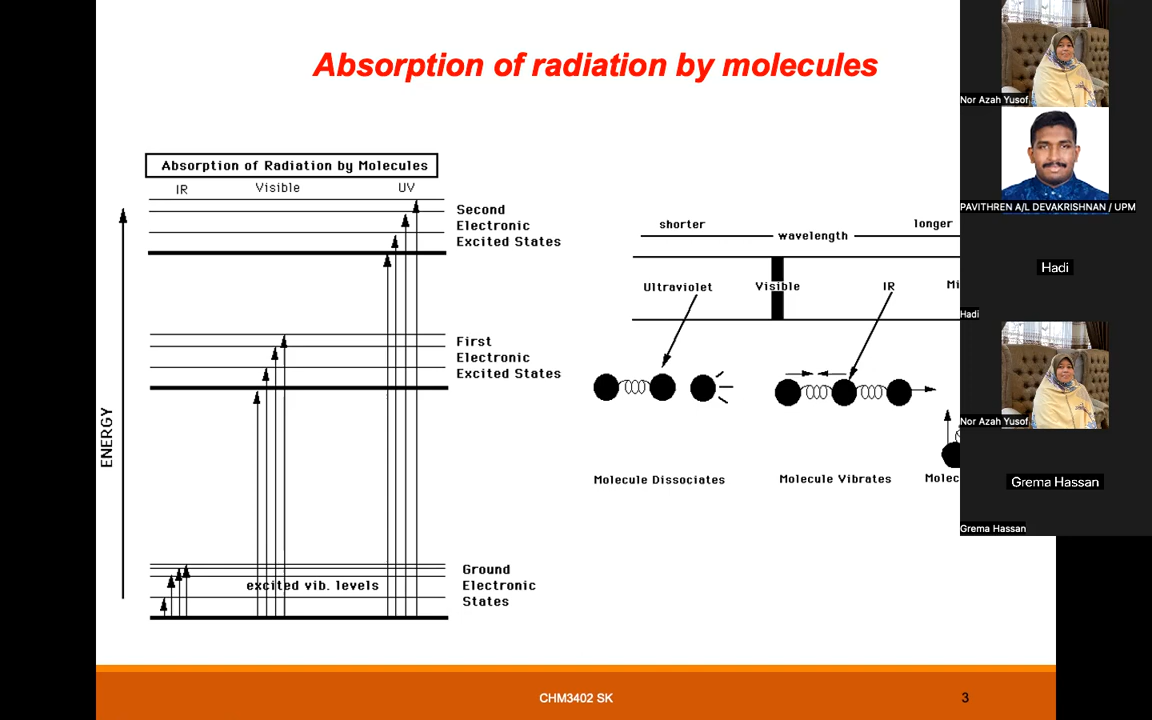 Absorption of radiation by molecules
Absorption of Radiation by Molecules
IR Visible UV
Second
Electronic
Excited States
First
Electronic
Excited States
ENERGY
excited vib. levels
Ground
Electronic
States
shorter wavelength longer
Ultraviolet Visible IR Mi
Molecule Dissociates Molecule Vibrates Molec
CHM3402 SK
3
Nor Azah Yusof
PAVITHREN A/L DEVAKRISHNAN / UPM
Hadi
Hadi
Nor Azah Yusof
Grema Hassan
Grema Hassan